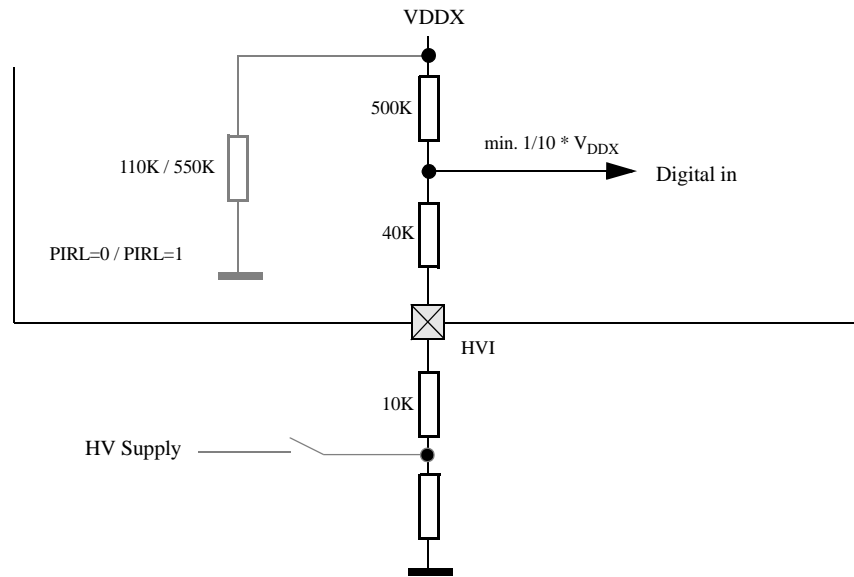 VDDX
500K
min. 1/10 * VDDX
110K / 550K
Digital in
40K
PIRL=0 / PIRL=1
HVI
10K
HV Supply